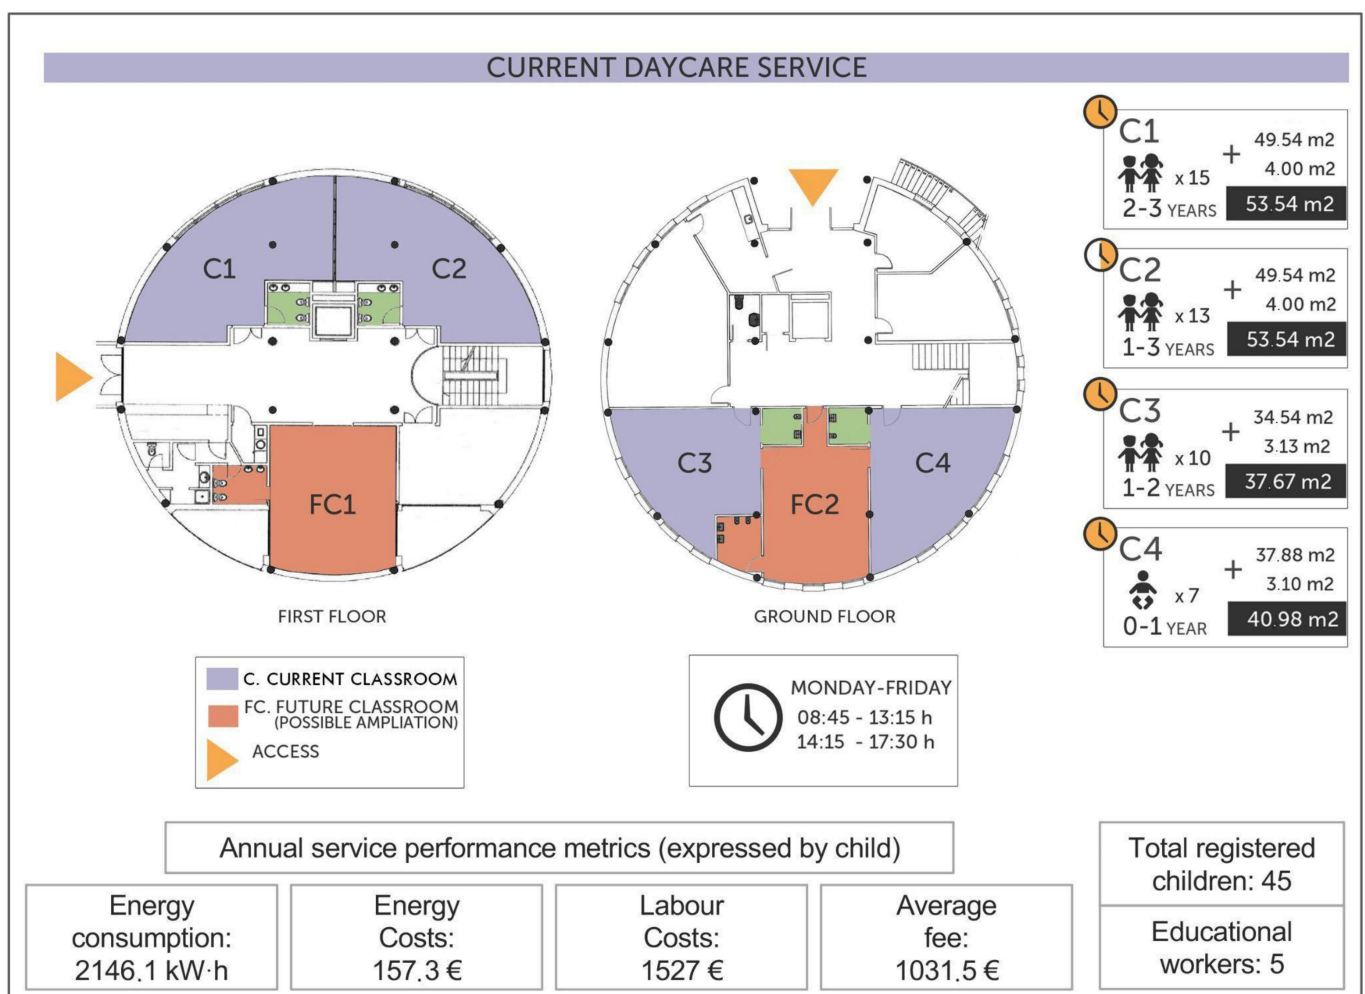 CURRENT DAYCARE SERVICE
C1
C2
FC1
FIRST FLOOR
C3
FC2
C4
GROUND FLOOR
C1
x 15
2-3 YEARS
+
49.54 m2
4.00 m2
53.54 m2
C2
x 13
1-3 YEARS
+
49.54 m2
4.00 m2
53.54 m2
C3
x 10
1-2 YEARS
+
34.54 m2
3.13 m2
37.67 m2
C4
x 7
0-1 YEAR
+
37.88 m2
3.10 m2
40.98 m2
C. CURRENT CLASSROOM
FC. FUTURE CLASSROOM
(POSSIBLE AMPLIATION)
ACCESS
MONDAY-FRIDAY
08:45 - 13:15 h
14:15 - 17:30 h
Annual service performance metrics (expressed by child)
Energy
consumption:
2146.1 kW·h
Energy
Costs:
157.3 €
Labour
Costs:
1527 €
Average
fee:
1031.5 €
Total registered
children: 45
Educational
workers: 5